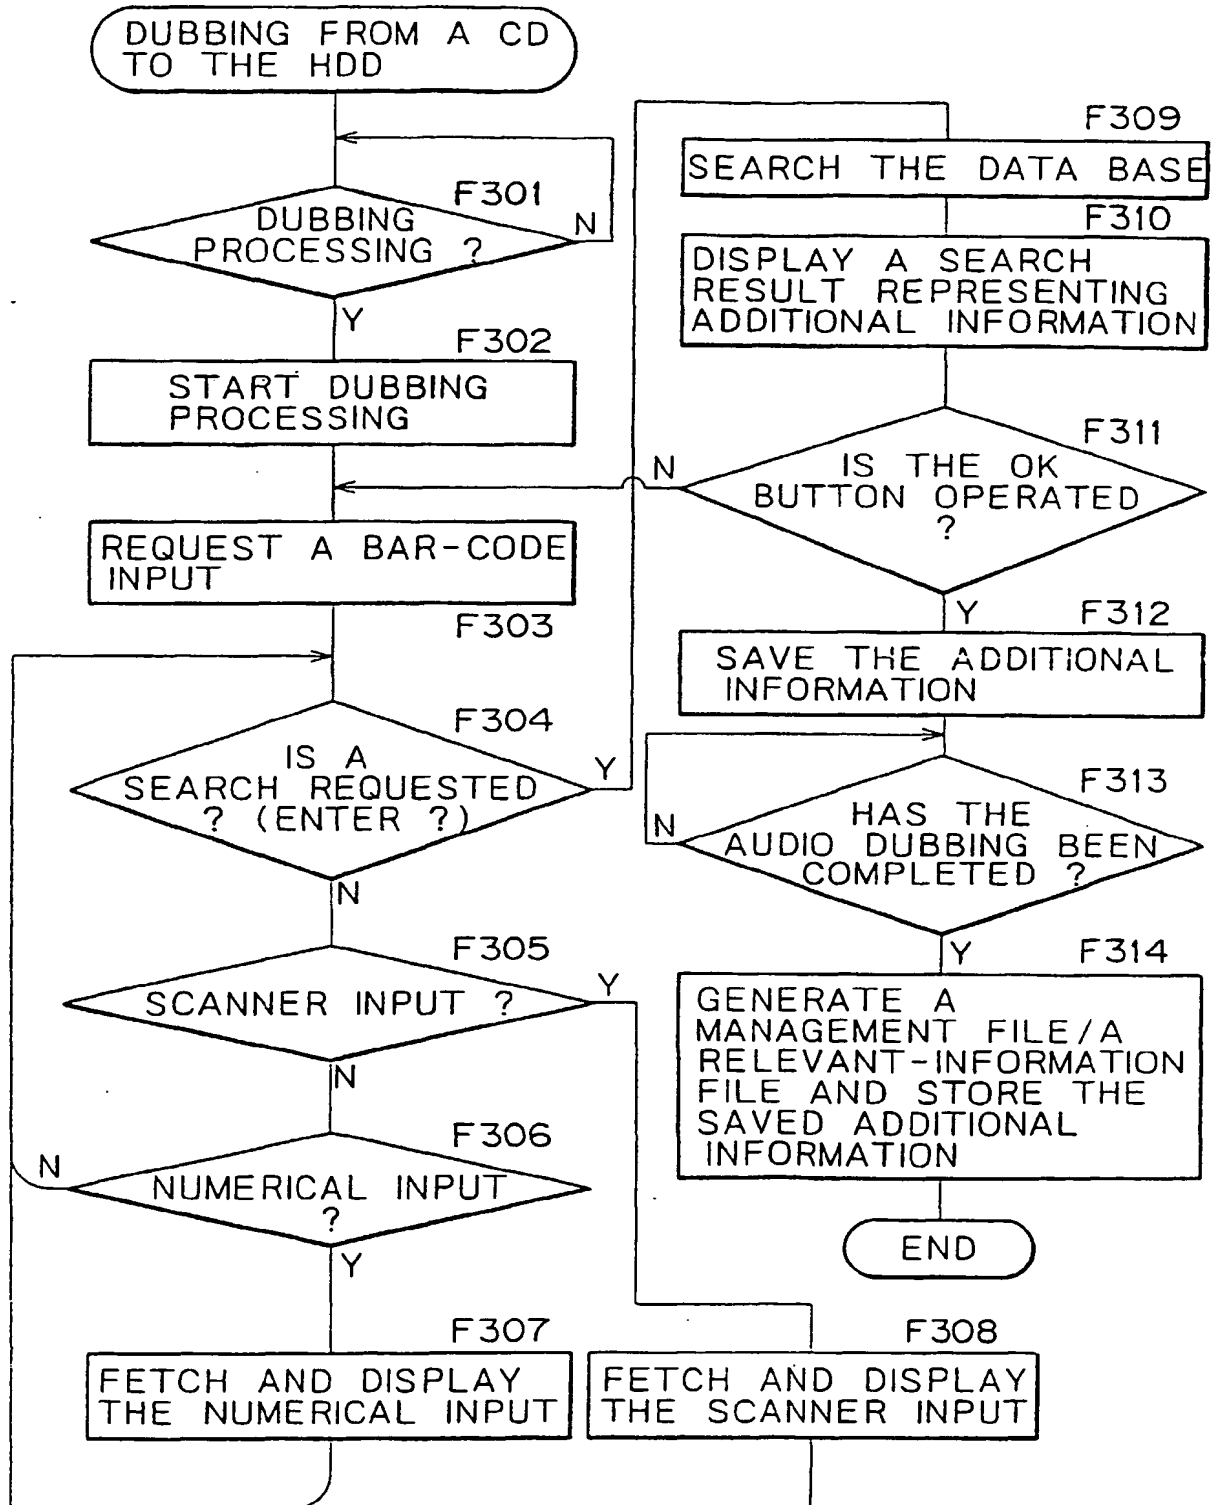 DUBBING FROM A CD
TO THE HDD
F301
DUBBING
PROCESSING ?
N
Y
F302
START DUBBING
PROCESSING
REQUEST A BAR-CODE
INPUT
F303
F304
IS A
SEARCH REQUESTED
? (ENTER ?)
Y
N
F305
SCANNER INPUT ?
Y
N
F306
NUMERICAL INPUT
?
N
Y
F307
FETCH AND DISPLAY
THE NUMERICAL INPUT
F308
FETCH AND DISPLAY
THE SCANNER INPUT
F309
SEARCH THE DATA BASE
F310
DISPLAY A SEARCH
RESULT REPRESENTING
ADDITIONAL INFORMATION
F311
IS THE OK
BUTTON OPERATED
?
N
Y
F312
SAVE THE ADDITIONAL
INFORMATION
F313
HAS THE
AUDIO DUBBING BEEN
COMPLETED ?
N
Y
F314
GENERATE A
MANAGEMENT FILE/A
RELEVANT-INFORMATION
FILE AND STORE THE
SAVED ADDITIONAL
INFORMATION
END